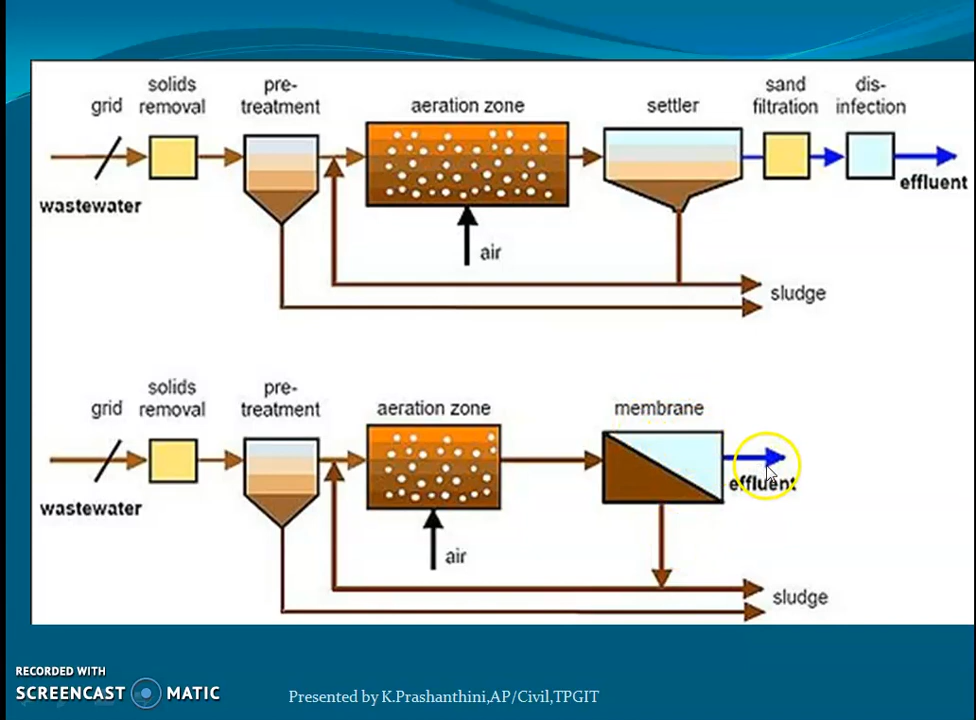 grid
solids
removal
pre-
treatment
aeration zone
settler
sand
filtration
dis-
infection
wastewater
effluent
air
sludge
grid
solids
removal
pre-
treatment
aeration zone
membrane
wastewater
effluent
air
sludge
RECORDED WITH
SCREENCAST MATIC
Presented by K.Prashanthini,AP/Civil,TPGIT